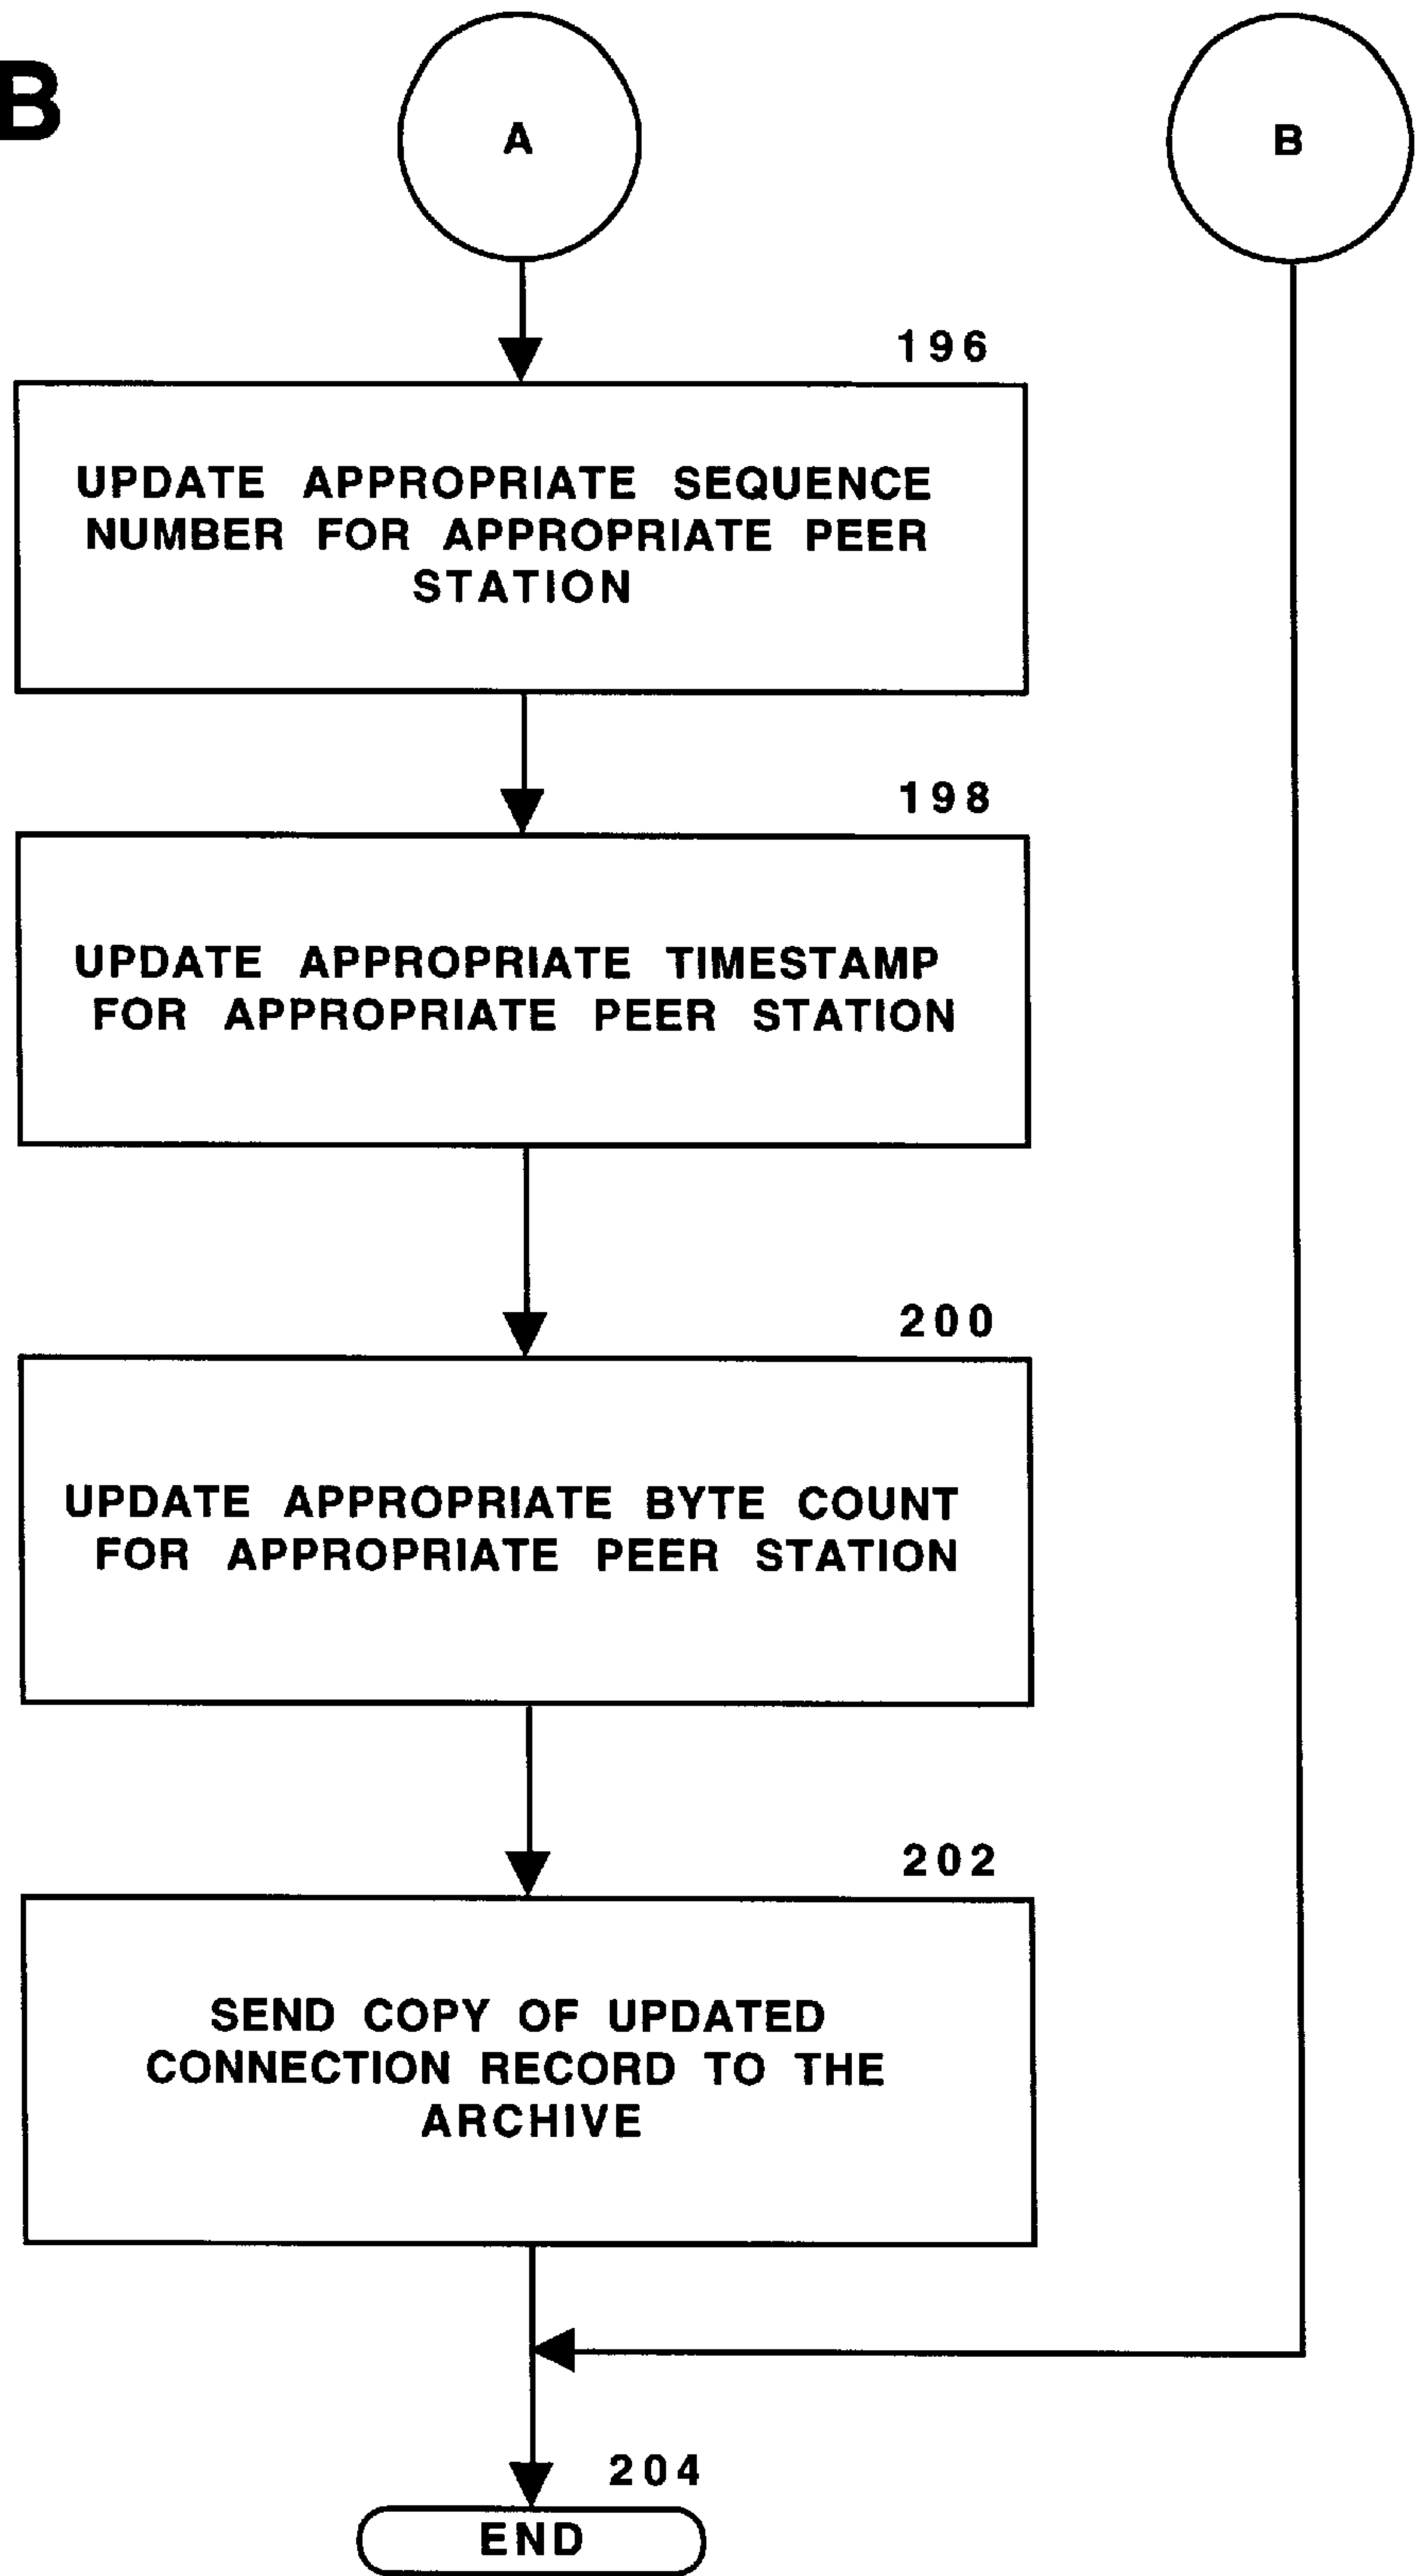 B
A
B
196
UPDATE APPROPRIATE SEQUENCE
NUMBER FOR APPROPRIATE PEER
STATION
198
UPDATE APPROPRIATE TIMESTAMP
FOR APPROPRIATE PEER STATION
200
UPDATE APPROPRIATE BYTE COUNT
FOR APPROPRIATE PEER STATION
202
SEND COPY OF UPDATED
CONNECTION RECORD TO THE
ARCHIVE
204
END